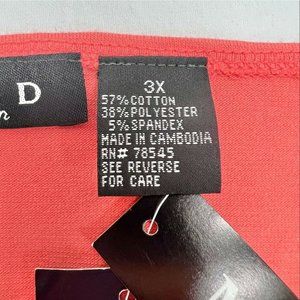 D
n
3X
57% COTTON
38% POLYESTER
5% SPANDEX
MADE IN CAMBODIA
RN# 78545
SEE REVERSE
FOR CARE